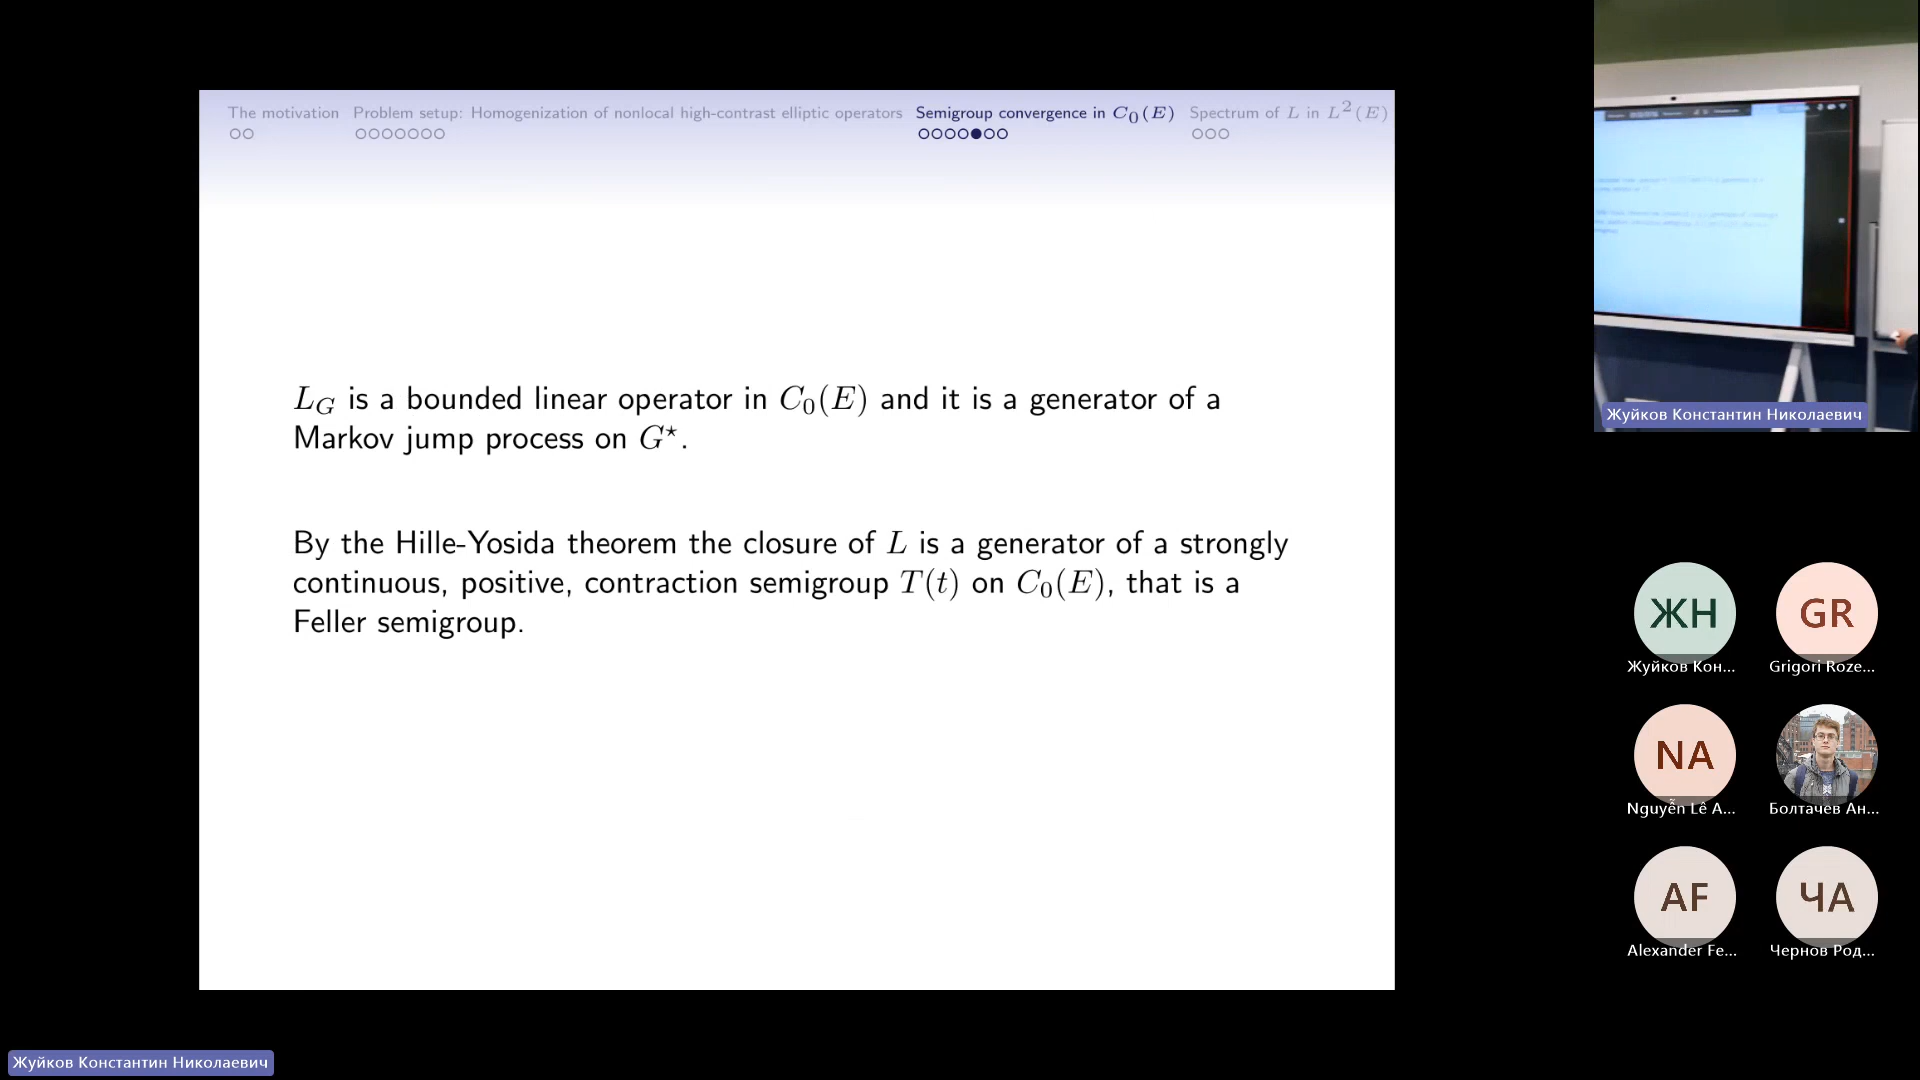 The motivation
Problem setup: Homogenization of nonlocal high-contrast elliptic operators
Semigroup convergence in C₀(E)
Spectrum of L in L²(E)
L_G is a bounded linear operator in C₀(E) and it is a generator of a
Markov jump process on G⋆.
By the Hille-Yosida theorem the closure of L is a generator of a strongly
continuous, positive, contraction semigroup T(t) on C₀(E), that is a
Feller semigroup.
Жуйков Константин Николаевич
ЖН
Жуйков Кон...
GR
Grigori Roze...
NA
Nguyễn Lê A...
Болтачев Ан...
AF
Alexander Fe...
ЧА
Чернов Род...
Жуйков Константин Николаевич